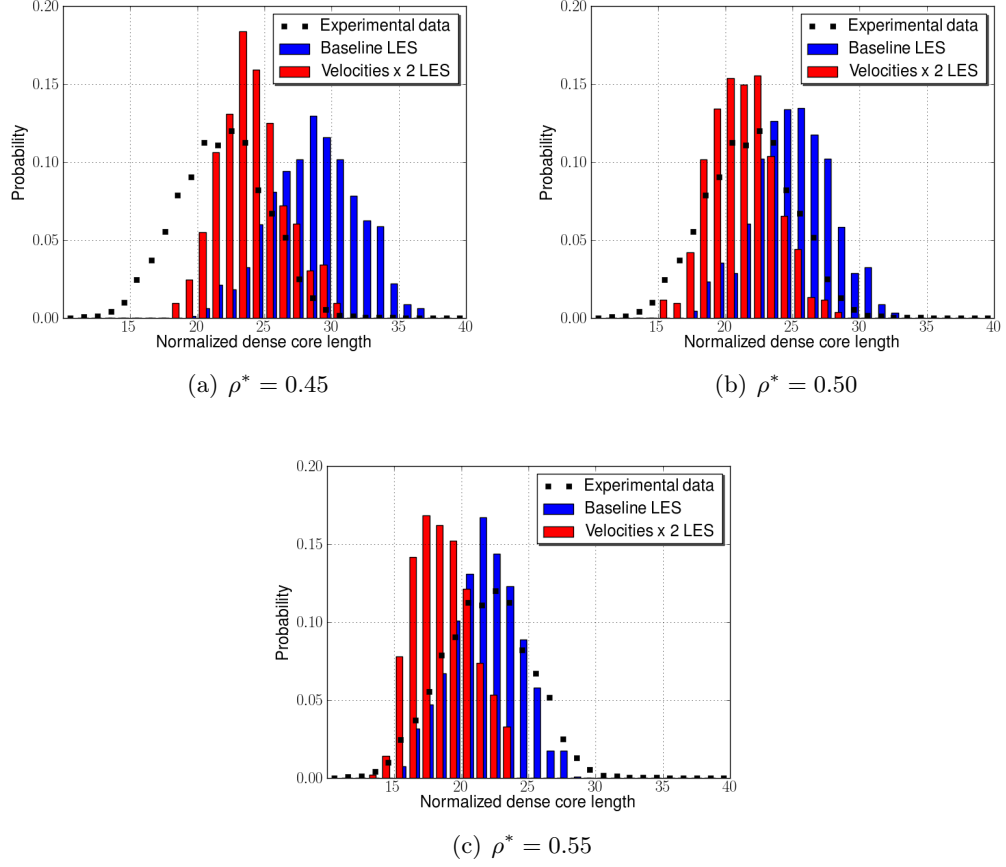 0.20
0.15
0.10
0.05
0.00
Probability
15 20 25 30 35 40
Normalized dense core length
Experimental data
Baseline LES
Velocities x 2 LES
(a) ρ* = 0.45
0.20
0.15
0.10
0.05
0.00
Probability
15 20 25 30 35 40
Normalized dense core length
Experimental data
Baseline LES
Velocities x 2 LES
(b) ρ* = 0.50
0.20
0.15
0.10
0.05
0.00
Probability
15 20 25 30 35 40
Normalized dense core length
Experimental data
Baseline LES
Velocities x 2 LES
(c) ρ* = 0.55